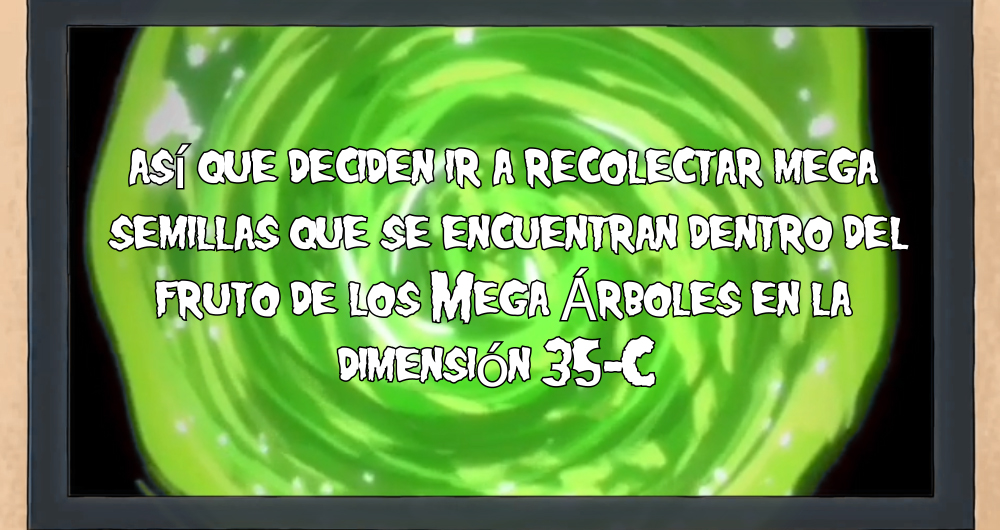 así que deciden ir a recolectar mega
semillas que se encuentran dentro del
fruto de los Mega Árboles en la
dimensión 35-C